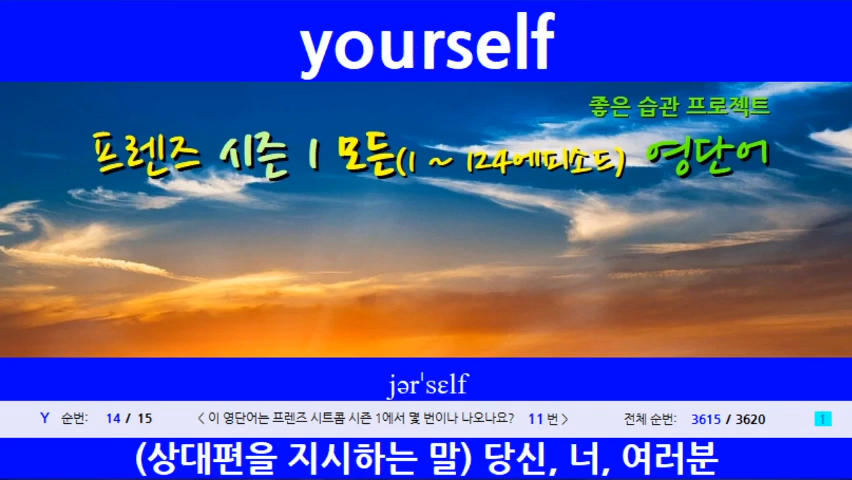 yourself
좋은 습관 프로젝트
프렌즈 시즌 1 모든(1 ~ 124에피소드) 영단어
jərˈsɛlf
Y 순번: 14 / 15 < 이 영단어는 프렌즈 시트콤 시즌 1에서 몇 번이나 나오나요? 11 번 > 전체 순번: 3615 / 3620 1
(상대편을 지시하는 말) 당신, 너, 여러분